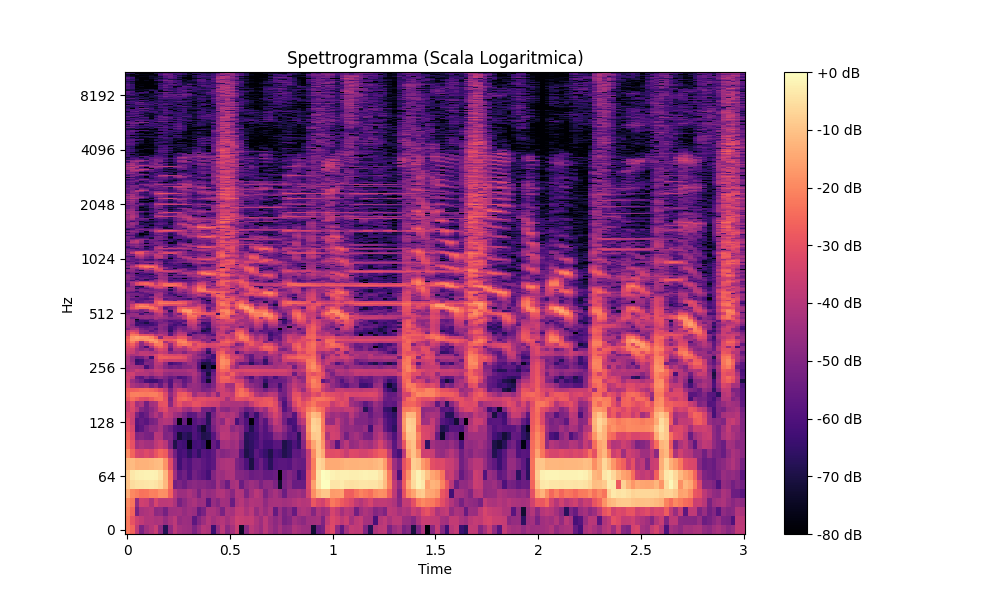 Spettrogramma (Scala Logaritmica)
8192
4096
2048
1024
512
256
128
64
0
Hz
0
0.5
1
1.5
2
2.5
3
Time
+0 dB
-10 dB
-20 dB
-30 dB
-40 dB
-50 dB
-60 dB
-70 dB
-80 dB